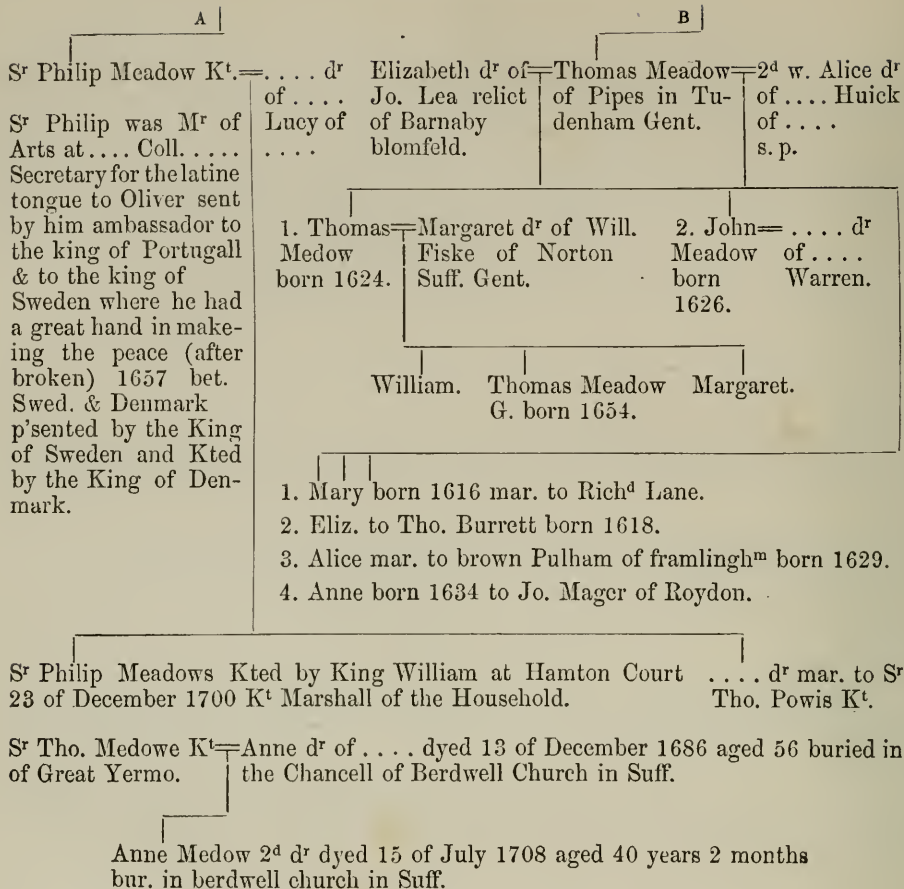 A
B
Sr Philip Meadow Kt.=.... dr
of ....
Lucy of
....
Sr Philip was Mr of
Arts at.... Coll.....
Secretary for the latine
tongue to Oliver sent
by him ambassador to
the king of Portugall
& to the king of
Sweden where he had
a great hand in make-
ing the peace (after
broken) 1657 bet.
Swed. & Denmark
p'sented by the King
of Sweden and Kted
by the King of Den-
mark.
Elizabeth dr of=Thomas Meadow=2d w. Alice dr
Jo. Lea relict
of Barnaby
blomfeld.
of Pipes in Tu-
denham Gent.
of .... Huick
of ....
s. p.
1. Thomas=Margaret dr of Will.
Medow
born 1624.
Fiske of Norton
Suff. Gent.
2. John= .... dr
Meadow
born
1626.
of ....
Warren.
William.
Thomas Meadow
G. born 1654.
Margaret.
1. Mary born 1616 mar. to Richd Lane.
2. Eliz. to Tho. Burrett born 1618.
3. Alice mar. to brown Pulham of framlinghm born 1629.
4. Anne born 1634 to Jo. Mager of Roydon.
Sr Philip Meadows Kted by King William at Hamton Court
23 of December 1700 Kt Marshall of the Household.
.... dr mar. to Sr
Tho. Powis Kt.
Sr Tho. Medowe Kt=Anne dr of .... dyed 13 of December 1686 aged 56 buried in
of Great Yermo.
the Chancell of Berdwell Church in Suff.
Anne Medow 2d dr dyed 15 of July 1708 aged 40 years 2 months
bur. in berdwell church in Suff.